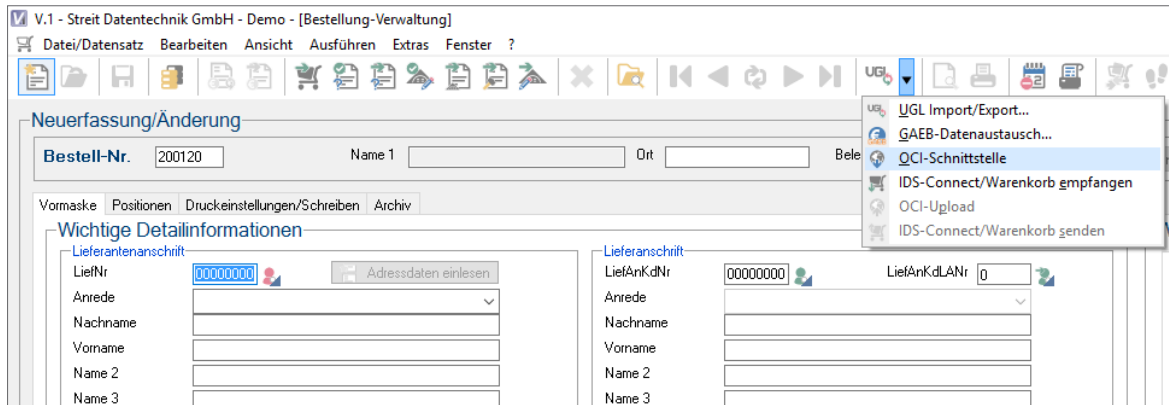 V.1 - Streit Datentechnik GmbH - Demo - [Bestellung-Verwaltung]
Datei/Datensatz Bearbeiten Ansicht Ausführen Extras Fenster ?
UGL
UGL Import/Export...
GAEB-Datenaustausch...
OCI-Schnittstelle
IDS-Connect/Warenkorb empfangen
OCI-Upload
IDS-Connect/Warenkorb senden
Neuerfassung/Änderung
Bestell-Nr. 200120 Name 1 Ort Bele
Vormaske Positionen Druckeinstellungen/Schreiben Archiv
Wichtige Detailinformationen
Lieferantenanschrift Lieferanschrift
LiefNr 00000000 Adressdaten einlesen LiefAnKdNr 00000000 LiefAnKdLANr 0
Anrede Anrede
Nachname Nachname
Vorname Vorname
Name 2 Name 2
Name 3 Name 3